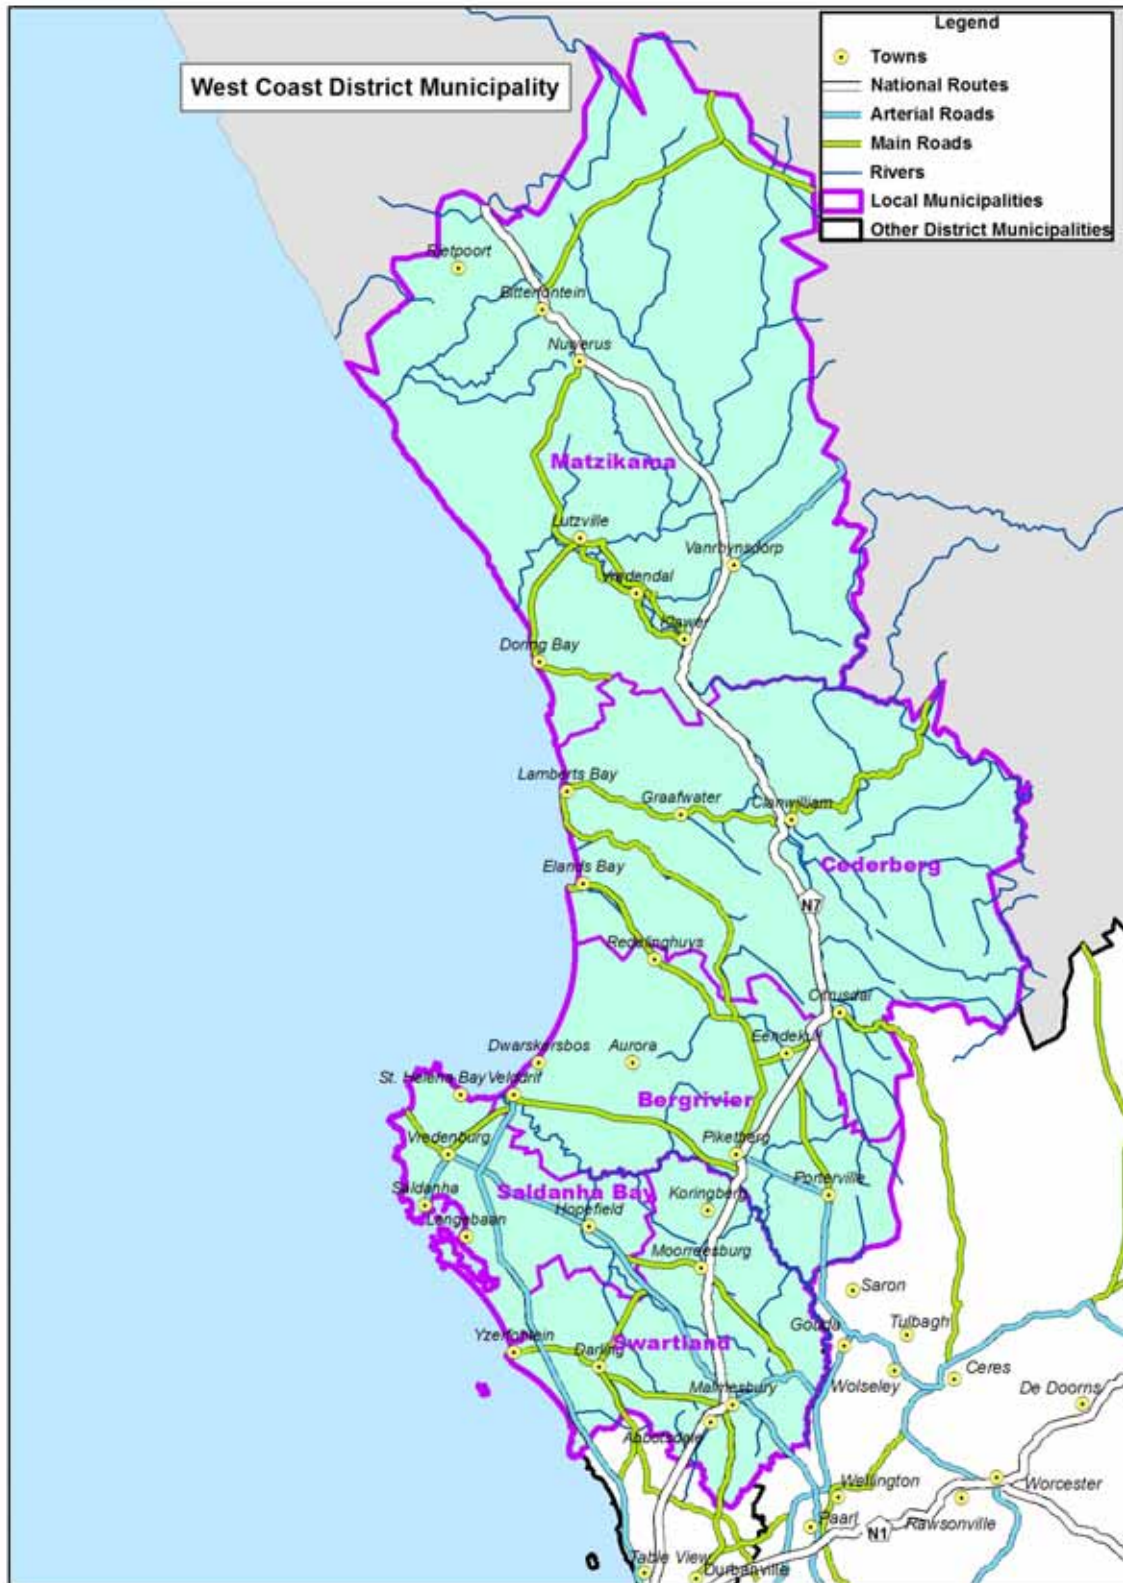 West Coast District Municipality
Legend
Towns
National Routes
Arterial Roads
Main Roads
Rivers
Local Municipalities
Other District Municipalities
Rietpoort
Bitterfontein
Nuwerus
Matzikama
Lutzville
Vanrhynsdorp
Vredendal
Klawer
Doring Bay
Lamberts Bay
Graafwater
Clanwilliam
Cederberg
Elands Bay
N7
Redelinghuys
Citrusdal
Eendekuil
Dwarskersbos
Aurora
St. Helena Bay
Velddrif
Bergrivier
Vredenburg
Piketberg
Porterville
Saldanha
Saldanha Bay
Koringberg
Hopefield
Langebaan
Moorreesburg
Saron
Tulbagh
Gouda
Yzerfontein
Swartland
Darling
Wolseley
Ceres
De Doorns
Malmesbury
Abbotsdale
Wellington
Worcester
Rawsonville
Paarl
N1
Table View
Durbanville